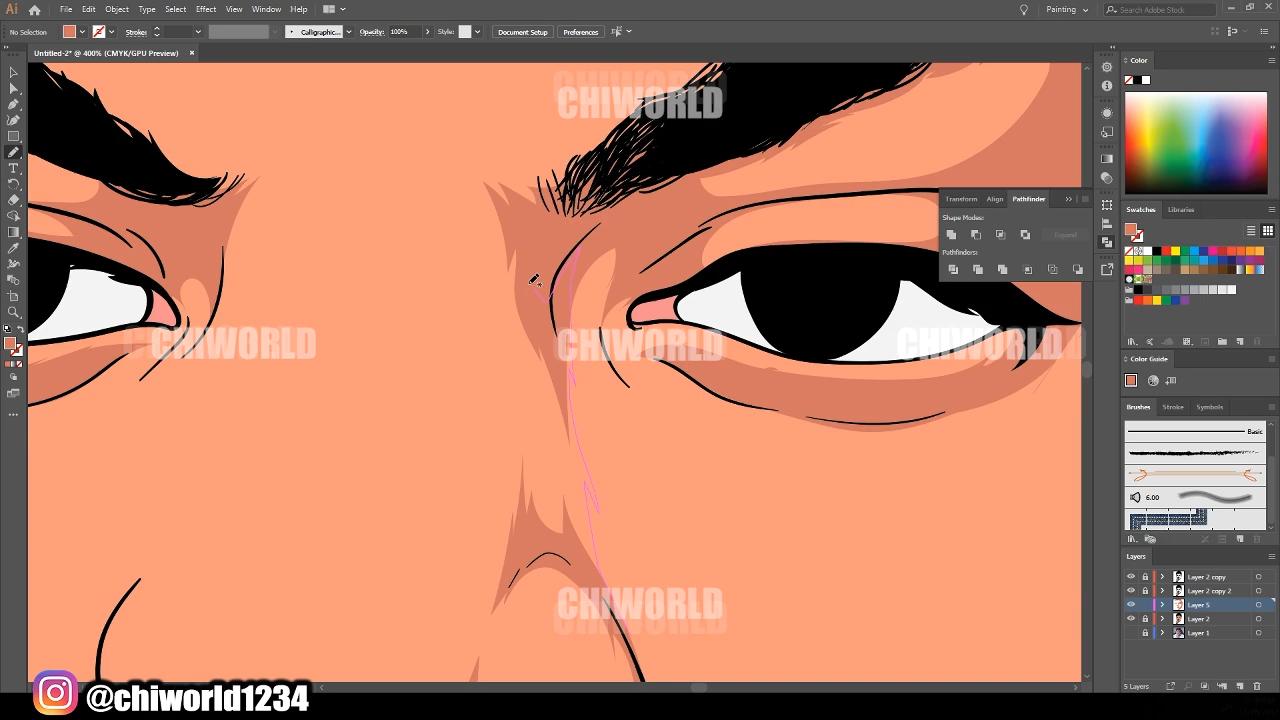 Ai File Edit Object Type Select Effect View Window Help Painting Search Adobe Stock
No Selection Stroke: Calligraphic... Opacity: 100% Style: Document Setup Preferences
Untitled-2* @ 400% (CMYK/GPU Preview) ×
Color
CHIWORLD
Transform Align Pathfinder
Shape Modes:
Expand
Pathfinders:
Swatches Libraries
CHIWORLD
CHIWORLD
CHIWORLD
Color Guide
Brushes Stroke Symbols
Basic
6.00
Layers
Layer 2 copy
Layer 2 copy 2
Layer 5
Layer 2
Layer 1
CHIWORLD
5 Layers
@chiworld1234